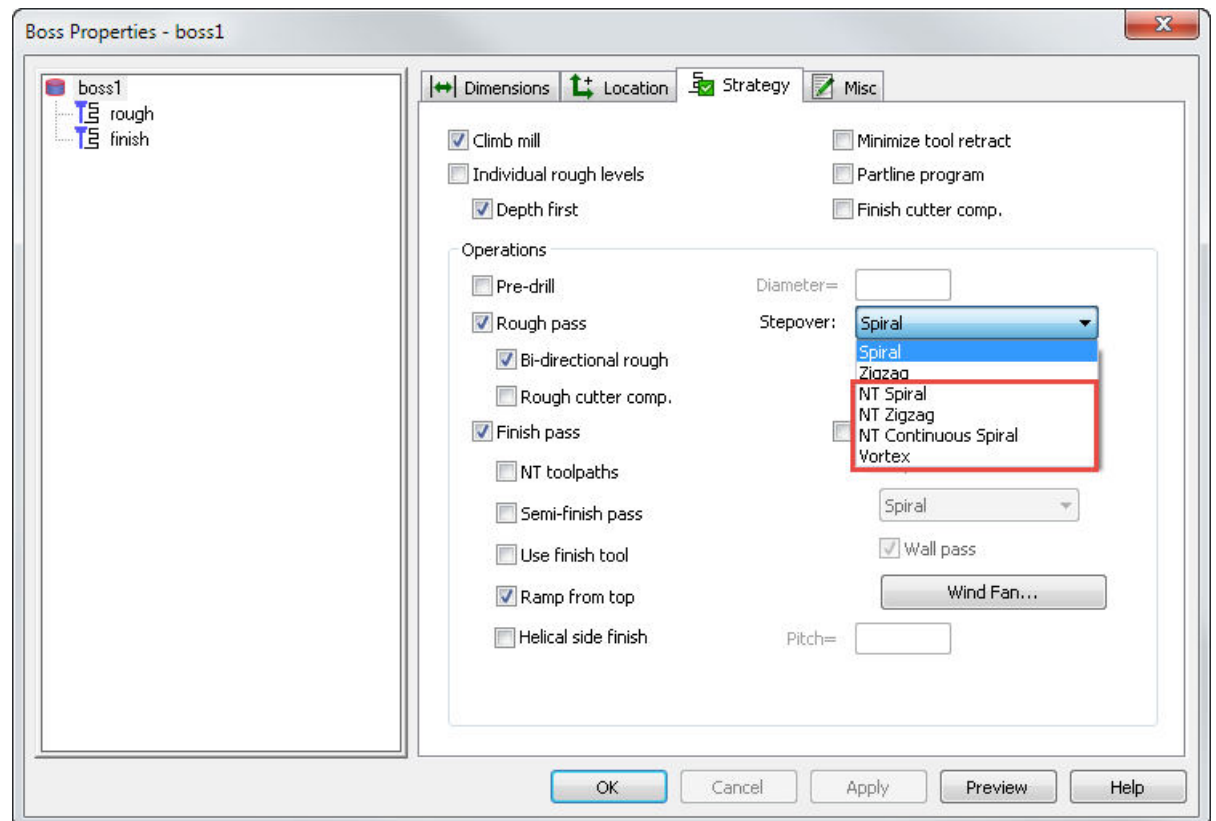 Boss Properties - boss1
boss1
rough
finish
Dimensions
Location
Strategy
Misc
Climb mill
Minimize tool retract
Individual rough levels
Partline program
Depth first
Finish cutter comp.
Operations
Pre-drill
Diameter=
Rough pass
Stepover:
Spiral
Spiral
Zigzag
NT Spiral
NT Zigzag
NT Continuous Spiral
Vortex
Bi-directional rough
Rough cutter comp.
Finish pass
NT toolpaths
Semi-finish pass
Spiral
Use finish tool
Wall pass
Ramp from top
Wind Fan...
Helical side finish
Pitch=
OK
Cancel
Apply
Preview
Help